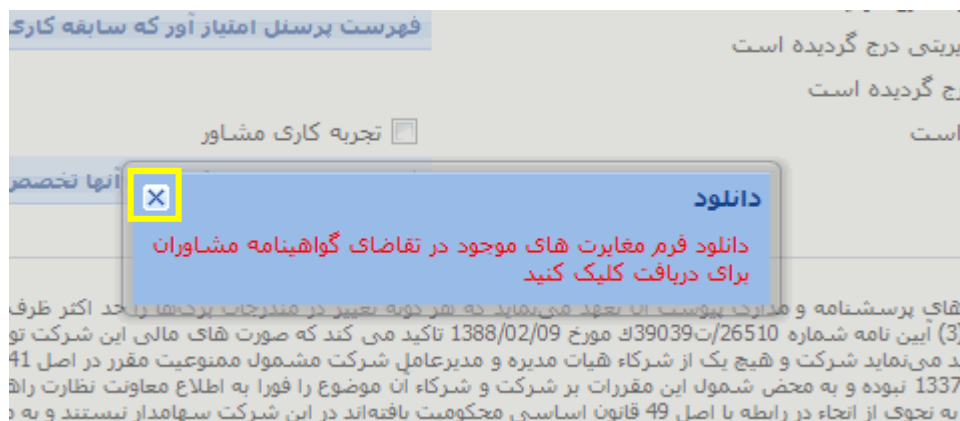 فهرست پرسنل امتیاز آور که سابقه کاری
یریتی درج گردیده است
رج گردیده است
است
تجربه کاری مشاور
آنها تخصص
دانلود
دانلود فرم مغایرت های موجود در تقاضای گواهینامه مشاوران
برای دریافت کلیک کنید
های پرسشنامه و مدارک پیوست آن تعهد می‌نماید که هر گونه تغییر در مندرجات برگ‌ها را حد اکثر ظرف
(3) آیین نامه شماره 26510/ت39039ك مورخ 1388/02/09 تاکید می کند که صورت های مالی این شرکت تو
د می‌نماید شرکت و هیچ یک از شرکاء هیات مدیره و مدیرعامل شرکت مشمول ممنوعیت مقرر در اصل 41
1337 نبوده و به محض شمول این مقررات بر شرکت و شرکاء آن موضوع را فورا به اطلاع معاونت نظارت راه
به نحوی از انحاء در رابطه با اصل 49 قانون اساسی محکومیت یافته‌اند در این شرکت سهامدار نیستند و به